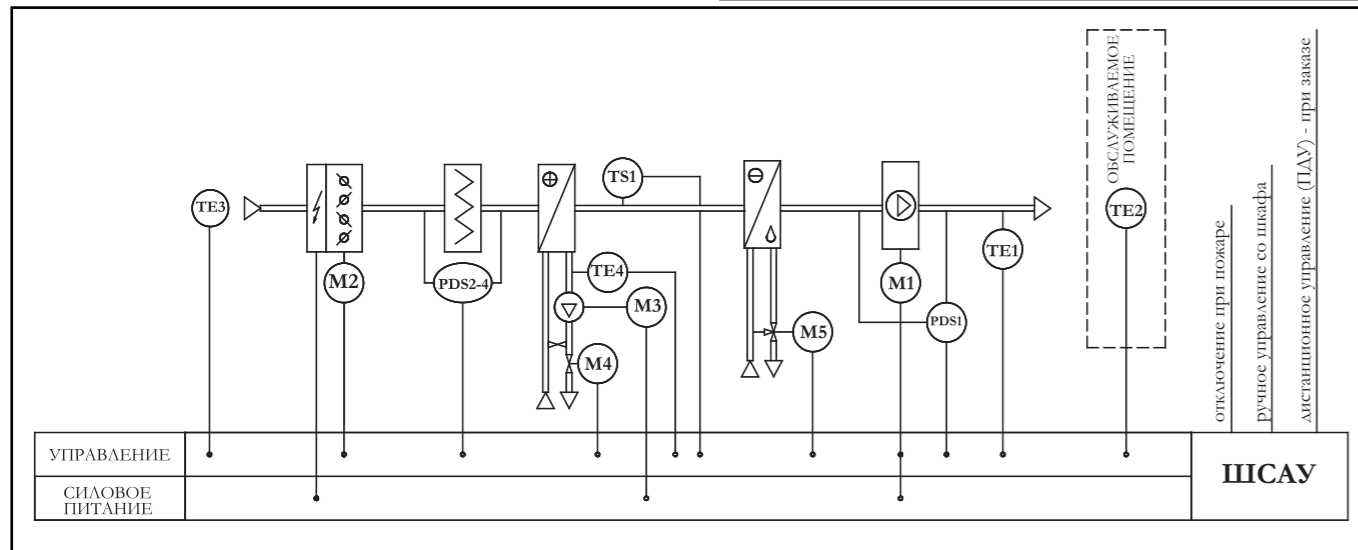 ОБСЛУЖИВАЕМОЕ
ПОМЕЩЕНИЕ
отключение при пожаре
ручное управление со шкафа
дистанционное управление (ПДУ) - при заказе
TE3
TS1
TE2
M2
PDS2-4
TE4
M3
M1
TE1
PDS1
M5
M4
УПРАВЛЕНИЕ
СИЛОВОЕ
ПИТАНИЕ
ШСАУ